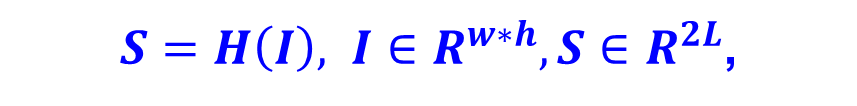 S = H(I), I ∈ R^{w*h}, S ∈ R^{2L},